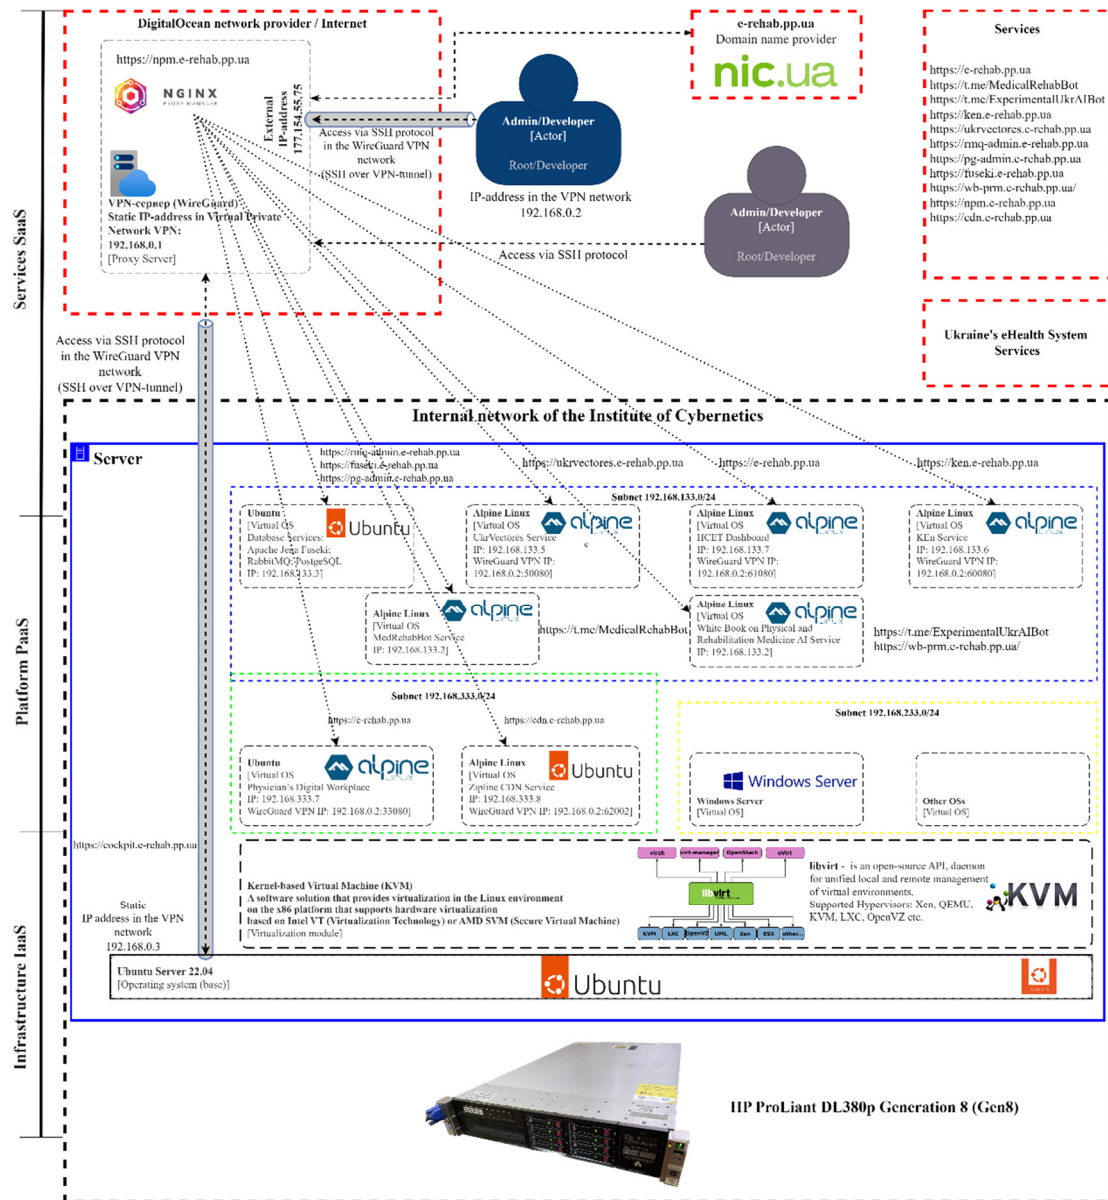 DigitalOcean network provider / Internet
https://npm.e-rehab.pp.ua
NGINX
PROXY MANAGER
External
IP-address
177.154.55.75
VPN-сервер (WireGuard)
Static IP-address in Virtual Private
Network VPN:
192.168.0.1
[Proxy Server]
Access via SSH protocol
in the WireGuard VPN
network
(SSH over VPN-tunnel)
Admin/Developer
[Actor]
Root/Developer
IP-address in the VPN network
192.168.0.2
e-rehab.pp.ua
Domain name provider
nic.ua
Admin/Developer
[Actor]
Root/Developer
Access via SSH protocol
Services
https://e-rehab.pp.ua
https://t.me/MedicalRehabBot
https://t.me/ExperimentalUkrAIBot
https://ken.e-rehab.pp.ua
https://ukrvectores.e-rehab.pp.ua
https://rmq-admin.e-rehab.pp.ua
https://pg-admin.e-rehab.pp.ua
https://fuseki.e-rehab.pp.ua
https://wb-prm.e-rehab.pp.ua/
https://npm.e-rehab.pp.ua
https://cdn.e-rehab.pp.ua
Ukraine's eHealth System
Services
Services SaaS
Platform PaaS
Infrastructure IaaS
Access via SSH protocol
in the WireGuard VPN
network
(SSH over VPN-tunnel)
Internal network of the Institute of Cybernetics
Server
https://rmq-admin.e-rehab.pp.ua
https://fuseki.e-rehab.pp.ua
https://pg-admin.e-rehab.pp.ua
https://ukrvectores.e-rehab.pp.ua
https://e-rehab.pp.ua
https://ken.e-rehab.pp.ua
Subnet 192.168.133.0/24
Ubuntu
[Virtual OS
Database Services:
Apache Jena Fuseki;
RabbitMQ; PostgeSQL
IP: 192.168.133.3]
Ubuntu
Alpine Linux
[Virtual OS
UkrVectores Service
IP: 192.168.133.5
WireGuard VPN IP:
192.168.0.2:50080]
alpine
LINUX
c
Alpine Linux
[Virtual OS
HCET Dashboard
IP: 192.168.133.7
WireGuard VPN IP:
192.168.0.2:61080]
alpine
LINUX
Alpine Linux
[Virtual OS
KEn Service
IP: 192.168.133.6
WireGuard VPN IP:
192.168.0.2:60080]
alpine
LINUX
Alpine Linux
[Virtual OS
MedRehabBot Service
IP: 192.168.133.2]
alpine
LINUX
https://t.me/MedicalRehabBot
Alpine Linux
[Virtual OS
White Book on Physical and
Rehabilitation Medicine AI Service
IP: 192.168.133.2]
alpine
LINUX
https://t.me/ExperimentalUkrAIBot
https://wb-prm.e-rehab.pp.ua/
Subnet 192.168.333.0/24
https://e-rehab.pp.ua
https://cdn.e-rehab.pp.ua
Ubuntu
[Virtual OS
Physician's Digital Workplace
IP: 192.168.333.7
WireGuard VPN IP: 192.168.0.2:33080]
alpine
LINUX
Alpine Linux
[Virtual OS
Zipline CDN Service
IP: 192.168.333.8
WireGuard VPN IP: 192.168.0.2:62002]
Ubuntu
Subnet 192.168.233.0/24
Windows Server
Windows Server
[Virtual OS]
Other OSs
[Virtual OS]
https://cockpit.e-rehab.pp.ua
Static
IP address in the VPN
network
192.168.0.3
Kernel-based Virtual Machine (KVM)
A software solution that provides virtualization in the Linux environment
on the x86 platform that supports hardware virtualization
based on Intel VT (Virtualization Technology) or AMD SVM (Secure Virtual Machine)
[Virtualization module]
virsh
virt-manager
OpenStack
oVirt
libvirt
KVM
LXC
OpenVZ
UML
Xen
ESX
other...
libvirt - is an open-source API, daemon
for unified local and remote management
of virtual environments.
Supported Hypervisors: Xen, QEMU,
KVM, LXC, OpenVZ etc.
KVM
Ubuntu Server 22.04
[Operating system (base)]
Ubuntu
HP ProLiant DL380p Generation 8 (Gen8)